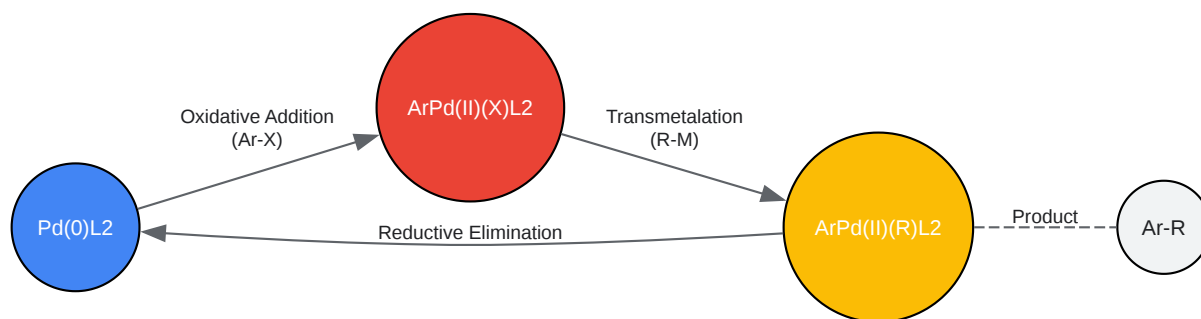 Oxidative Addition
(Ar-X)
ArPd(II)(X)L2
Transmetalation
(R-M)
Pd(0)L2
Reductive Elimination
ArPd(II)(R)L2
Product
Ar-R